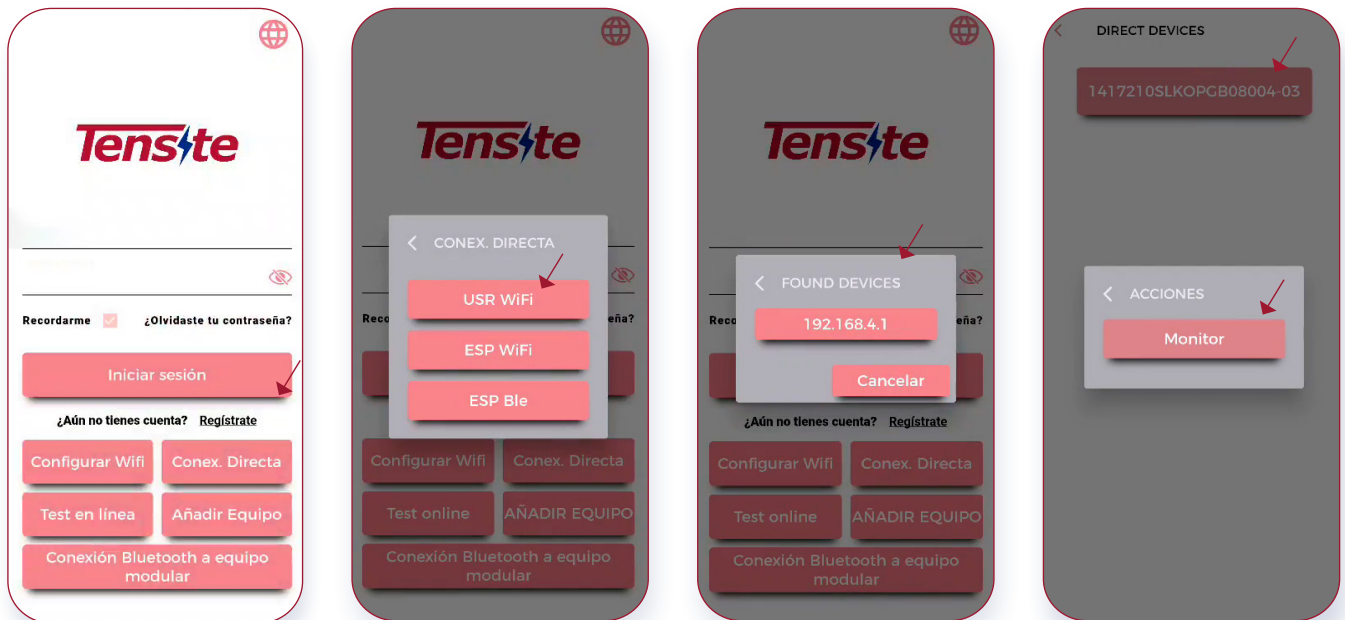 Tensite
Recordarme
¿Olvidaste tu contraseña?
Iniciar sesión
¿Aún no tienes cuenta? Regístrate
Configurar Wifi
Conex. Directa
Test en línea
Añadir Equipo
Conexión Bluetooth a equipo
modular
Tensite
CONEX. DIRECTA
USR WiFi
Reco
eña?
ESP WiFi
ESP Ble
Configurar Wifi
Conex. Directa
Test online
AÑADIR EQUIPO
Conexión Bluetooth a equipo
modular
Tensite
FOUND DEVICES
192.168.4.1
Reco
eña?
Cancelar
¿Aún no tienes cuenta? Regístrate
Configurar Wifi
Conex. Directa
Test online
AÑADIR EQUIPO
Conexión Bluetooth a equipo
modular
DIRECT DEVICES
1417210SLKOPGB08004-03
ACCIONES
Monitor